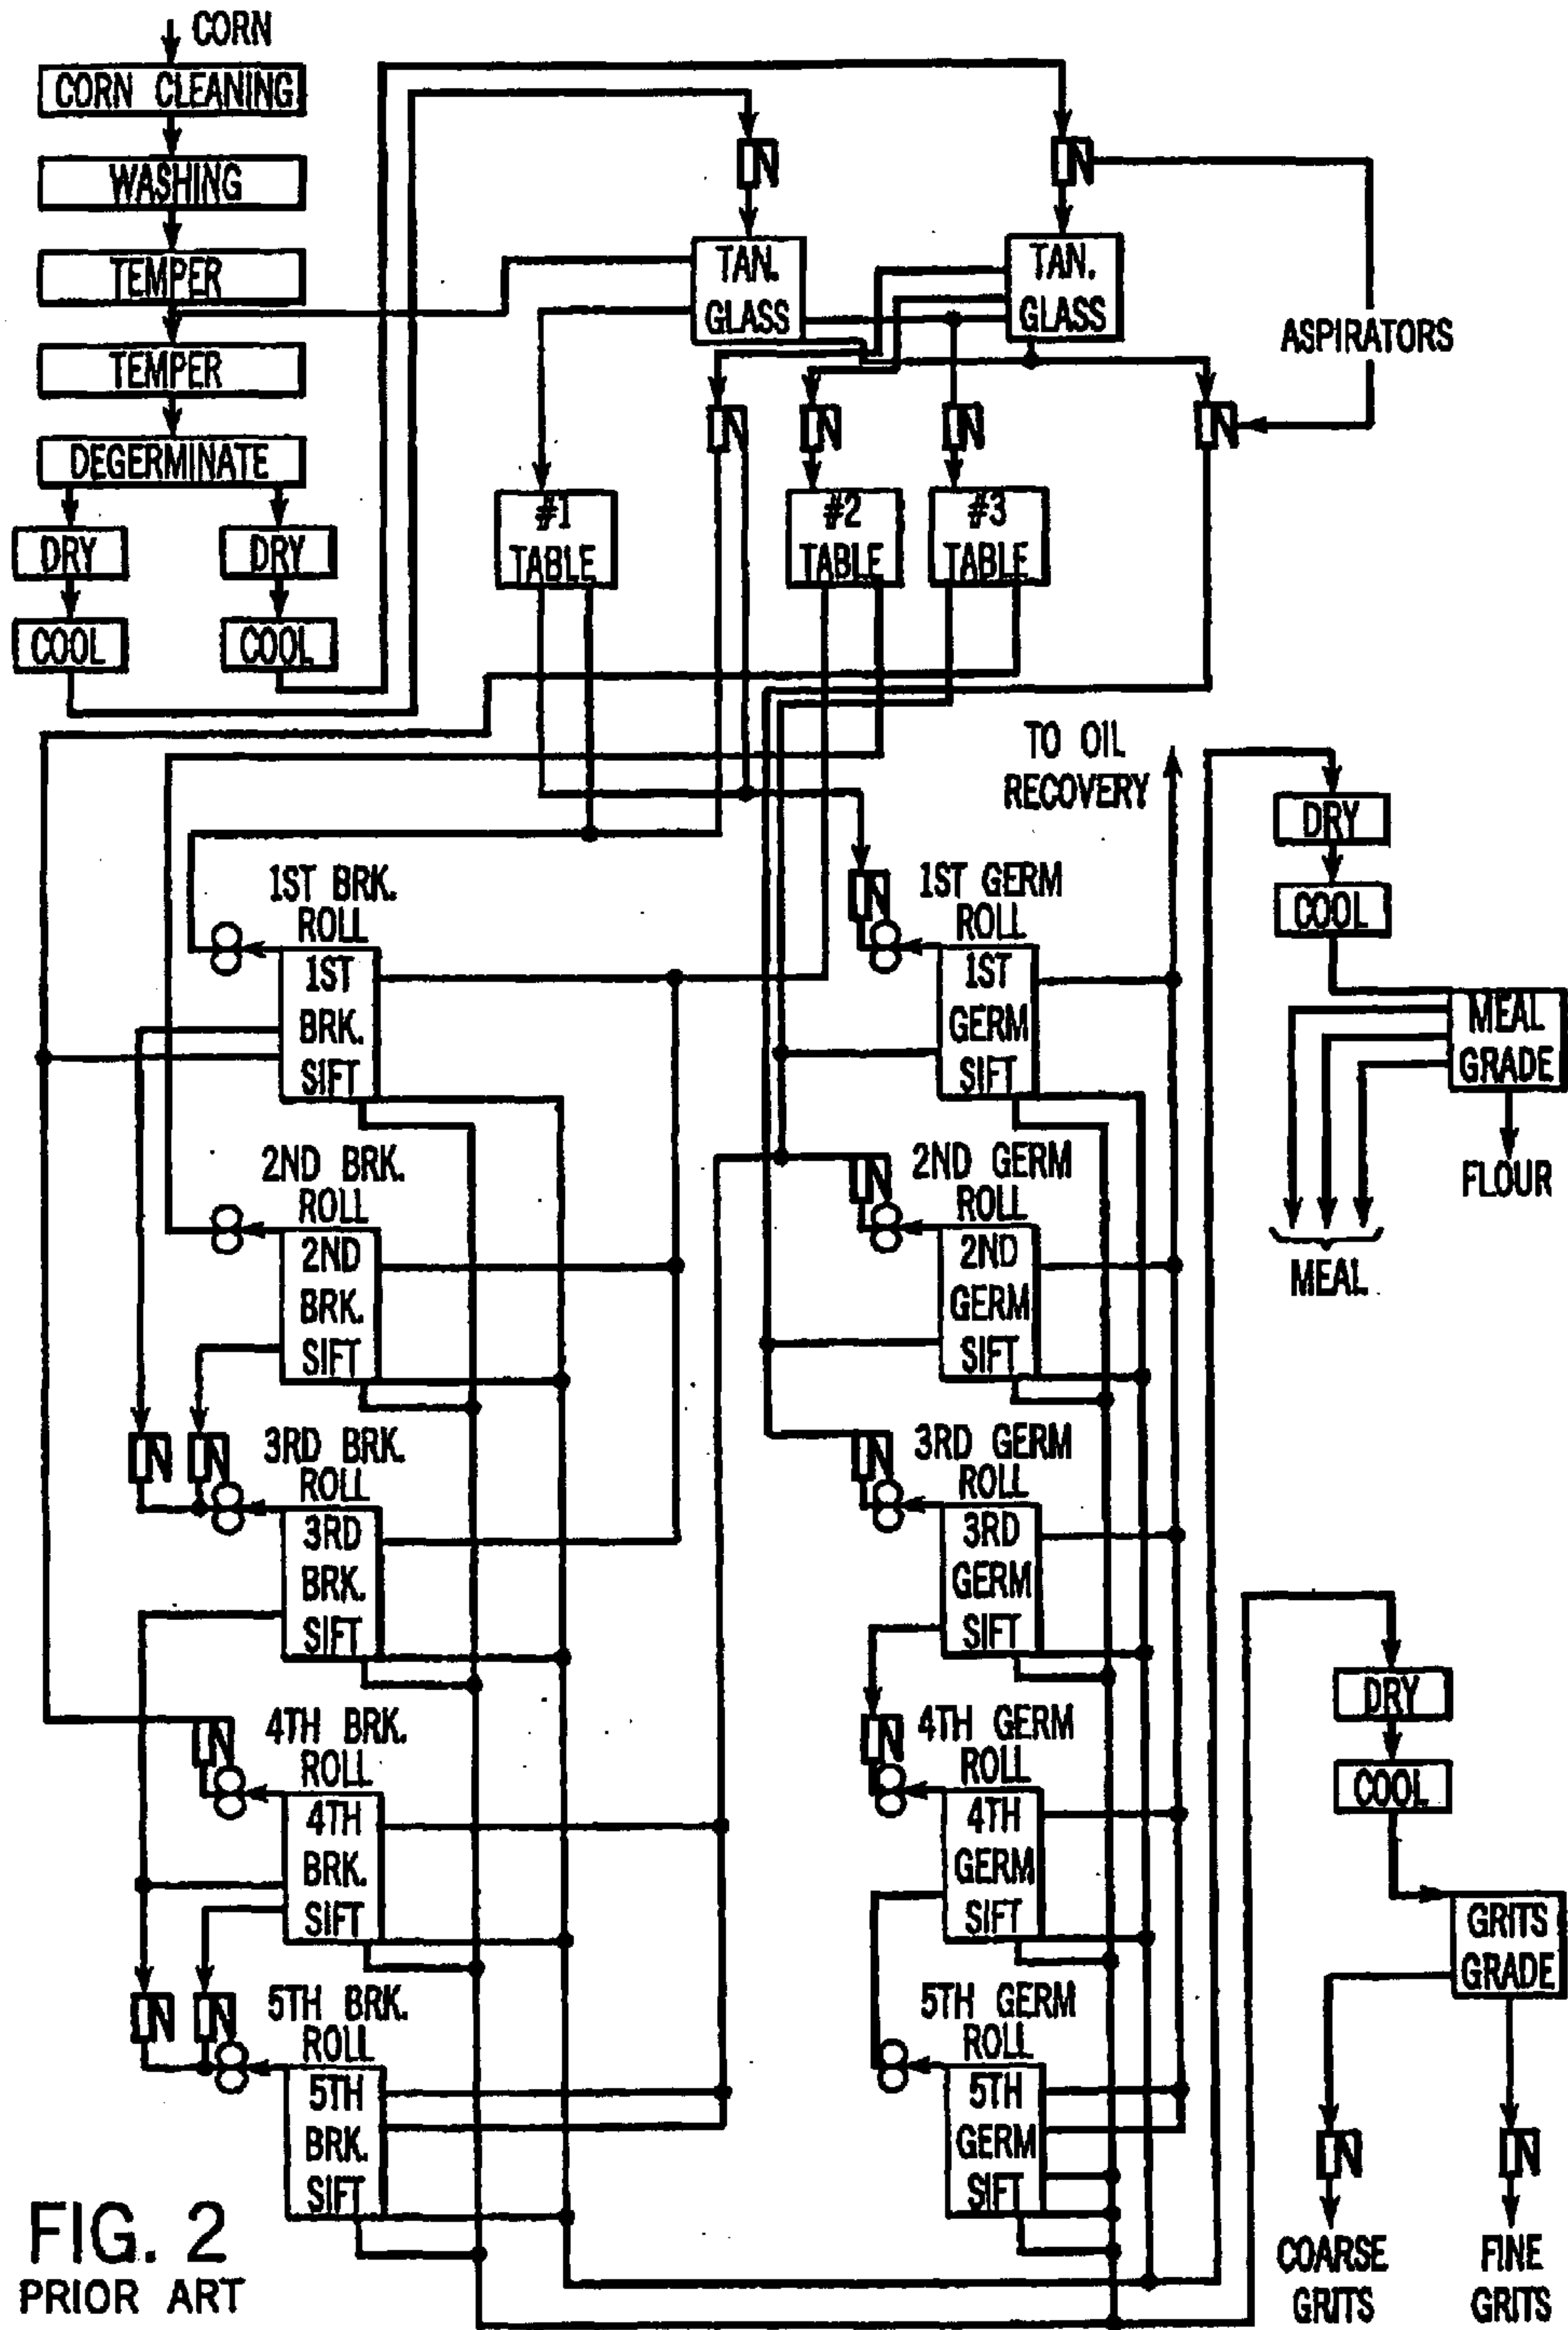 CORN
CORN CLEANING
WASHING
TEMPER
TEMPER
DEGERMINATE
DRY
DRY
COOL
COOL
TAN.
GLASS
TAN.
GLASS
ASPIRATORS
N
N
N
N
N
N
#1
TABLE
#2
TABLE
#3
TABLE
TO OIL
RECOVERY
DRY
COOL
MEAL
GRADE
FLOUR
MEAL
1ST BRK.
ROLL
1ST
BRK.
SIFT
2ND BRK.
ROLL
2ND
BRK.
SIFT
N
N
3RD BRK.
ROLL
3RD
BRK.
SIFT
N
4TH BRK.
ROLL
4TH
BRK.
SIFT
N
N
5TH BRK.
ROLL
5TH
BRK.
SIFT
N
1ST GERM
ROLL
1ST
GERM
SIFT
N
2ND GERM
ROLL
2ND
GERM
SIFT
N
3RD GERM
ROLL
3RD
GERM
SIFT
N
4TH GERM
ROLL
4TH
GERM
SIFT
5TH GERM
ROLL
5TH
GERM
SIFT
DRY
COOL
GRITS
GRADE
N
N
COARSE
GRITS
FINE
GRITS
FIG. 2
PRIOR ART